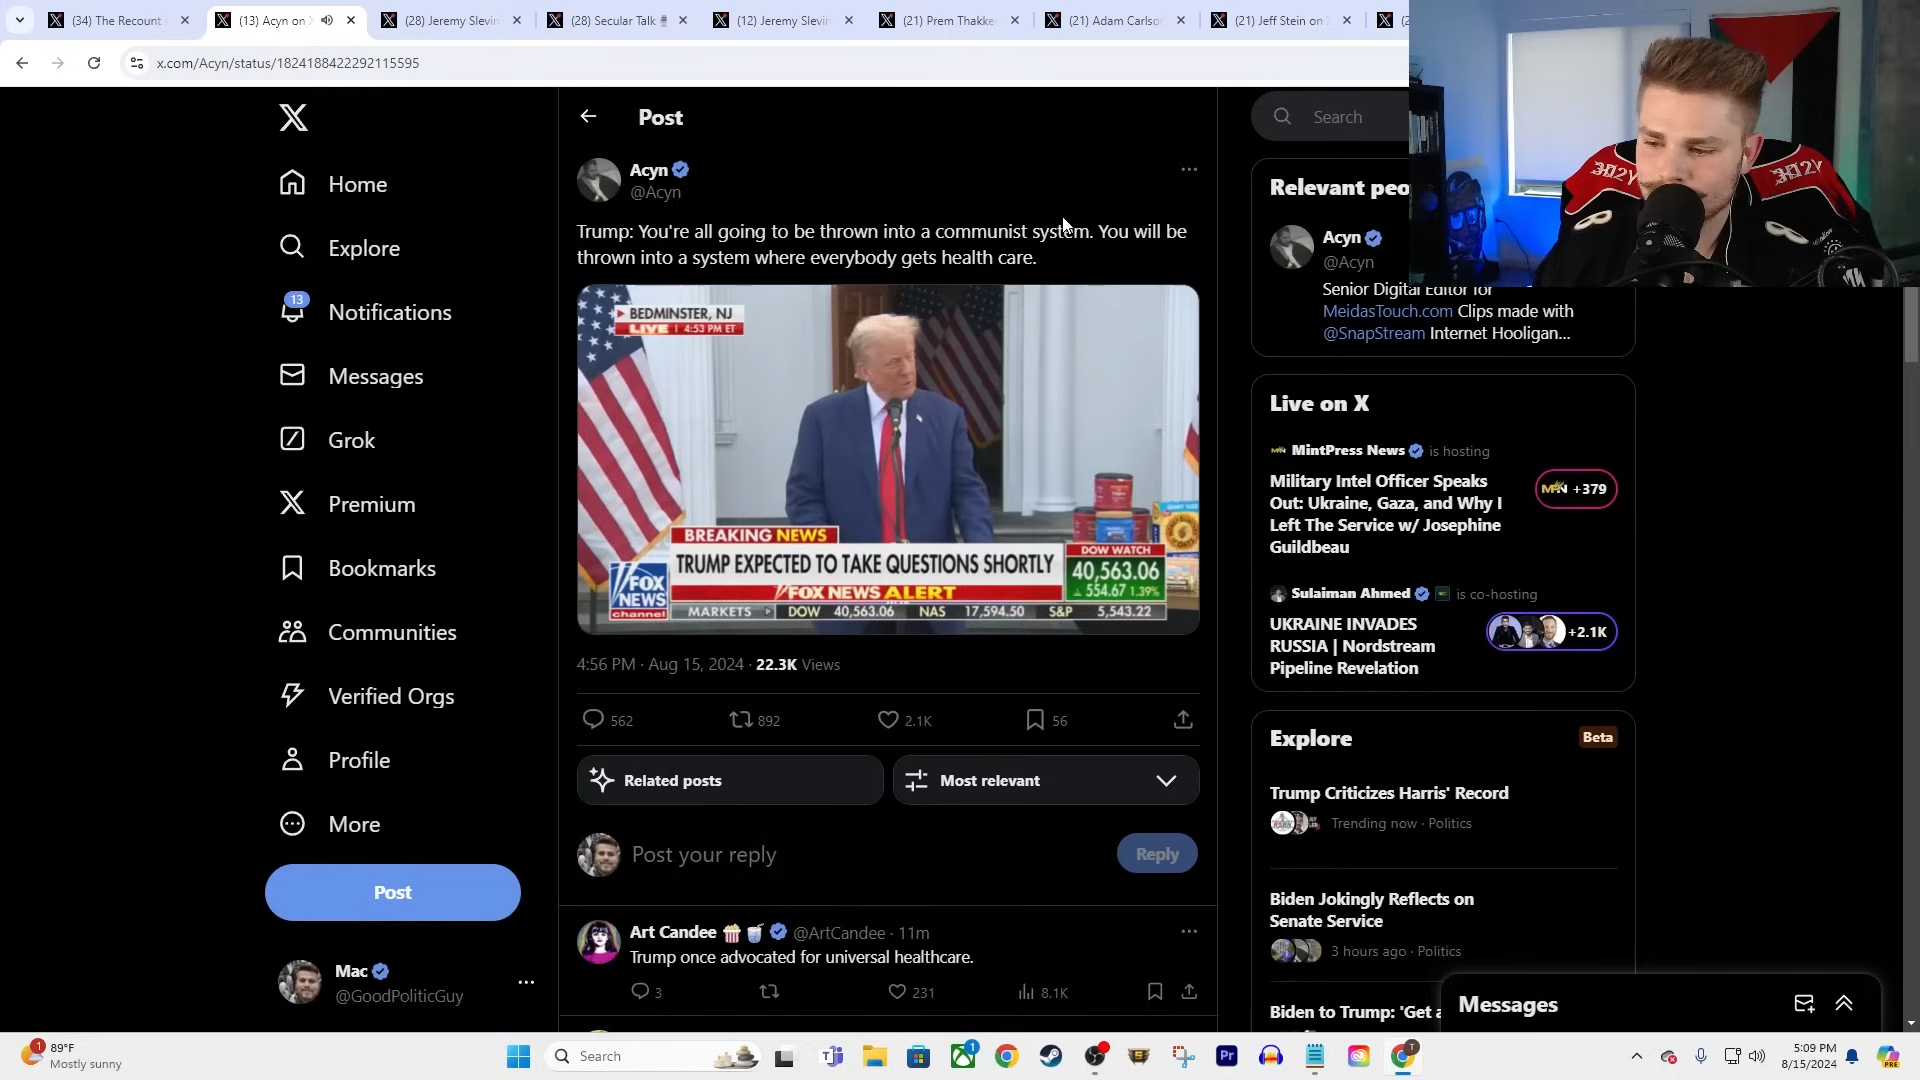 (34) The Recount
(13) Acyn on
(28) Jeremy Slevin
(28) Secular Talk
(12) Jeremy Slevin
(21) Prem Thakke
(21) Adam Carlso
(21) Jeff Stein on
x.com/Acyn/status/1824188422292115595
Home
Explore
13
Notifications
Messages
Grok
Premium
Bookmarks
Communities
Verified Orgs
Profile
More
Post
Mac
@GoodPoliticGuy
Post
Acyn
@Acyn
Trump: You're all going to be thrown into a communist system. You will be
thrown into a system where everybody gets health care.
BEDMINSTER, NJ
LIVE | 4:53 PM ET
BREAKING NEWS
TRUMP EXPECTED TO TAKE QUESTIONS SHORTLY
FOX NEWS ALERT
DOW WATCH
40,563.06
554.67 1.39%
FOX
NEWS
channel
MARKETS DOW 40,563.06 NAS 17,594.50 S&P 5,543.22
4:56 PM · Aug 15, 2024 · 22.3K Views
562 892 2.1K 56
Related posts
Most relevant
Post your reply
Reply
Art Candee @ArtCandee · 11m
Trump once advocated for universal healthcare.
3 231 8.1K
Search
Relevant peo
Acyn
@Acyn
Senior Digital Editor for
MeidasTouch.com Clips made with
@SnapStream Internet Hooligan...
Live on X
MintPress News is hosting
Military Intel Officer Speaks
Out: Ukraine, Gaza, and Why I
Left The Service w/ Josephine
Guildbeau
+379
Sulaiman Ahmed is co-hosting
UKRAINE INVADES
RUSSIA | Nordstream
Pipeline Revelation
+2.1K
Explore
Beta
Trump Criticizes Harris' Record
Trending now · Politics
Biden Jokingly Reflects on
Senate Service
3 hours ago · Politics
Biden to Trump: 'Get a
Messages
1
89°F
Mostly sunny
Search
1
Pr
T
5:09 PM
8/15/2024
PRE